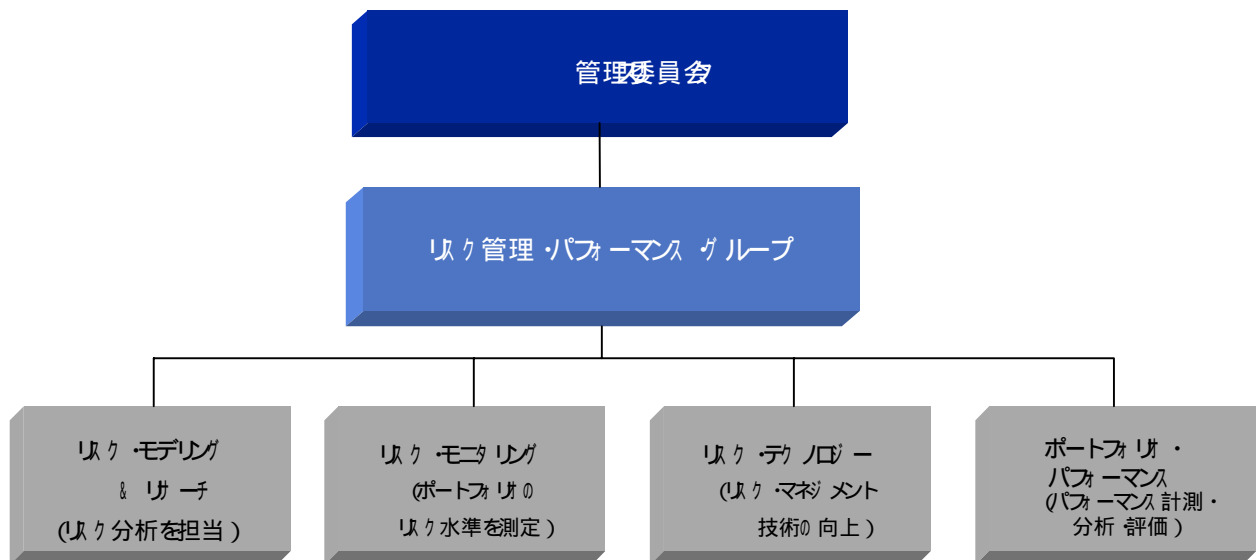 管理委員会
リスク管理・パフォーマンス・グループ
リスク・モデリング
& リサーチ
(リスク分析を担当)
リスク・モニタリング
(ポートフォリオの
リスク水準を測定)
リスク・テクノロジー
(リスク・マネジメント
技術の向上)
ポートフォリオ・
パフォーマンス
(パフォーマンス計測・
分析・評価)